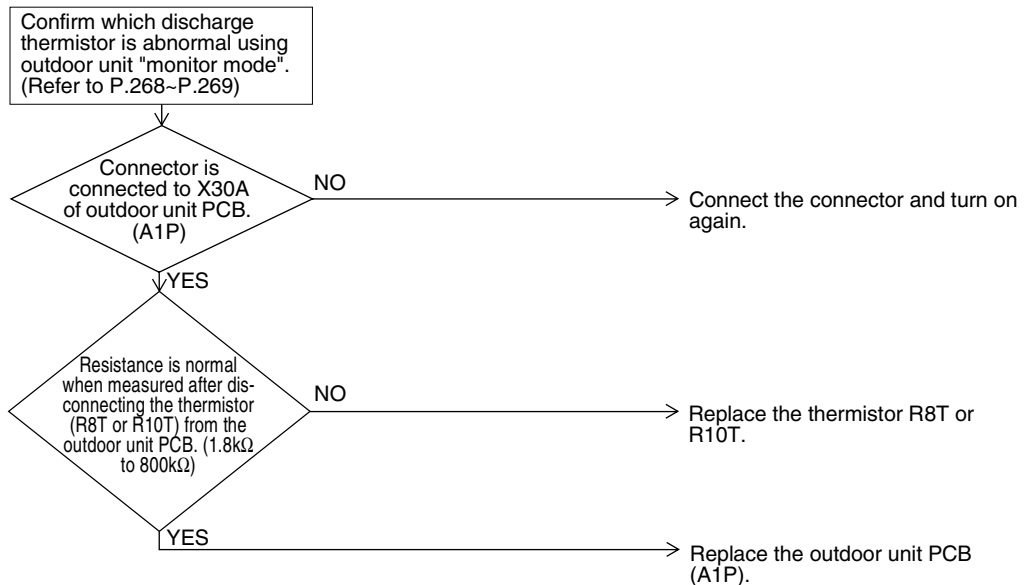 Confirm which discharge
thermistor is abnormal using
outdoor unit "monitor mode".
(Refer to P.268~P.269)
Connector is
connected to X30A
of outdoor unit PCB.
(A1P)
NO
Connect the connector and turn on
again.
YES
Resistance is normal
when measured after dis-
connecting the thermistor
(R8T or R10T) from the
outdoor unit PCB. (1.8kΩ
to 800kΩ)
NO
Replace the thermistor R8T or
R10T.
YES
Replace the outdoor unit PCB
(A1P).